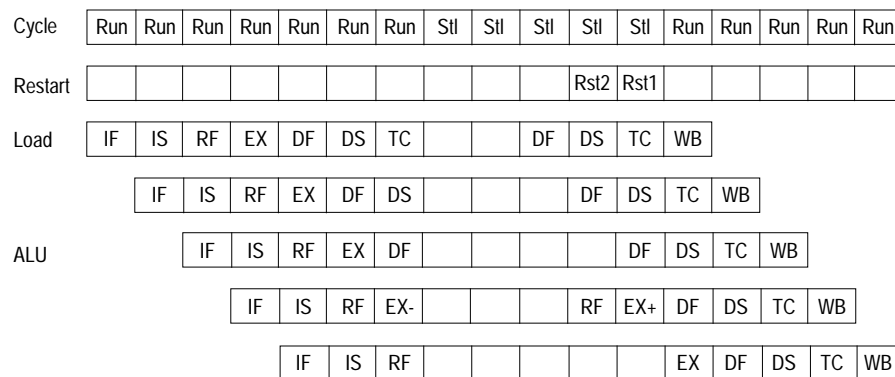 Cycle Run Run Run Run Run Run Run Stl Stl Stl Stl Stl Run Run Run Run Run
Restart Rst2 Rst1
Load IF IS RF EX DF DS TC DF DS TC WB
IF IS RF EX DF DS DF DS TC WB
ALU IF IS RF EX DF DF DS TC WB
IF IS RF EX- RF EX+ DF DS TC WB
IF IS RF EX DF DS TC WB